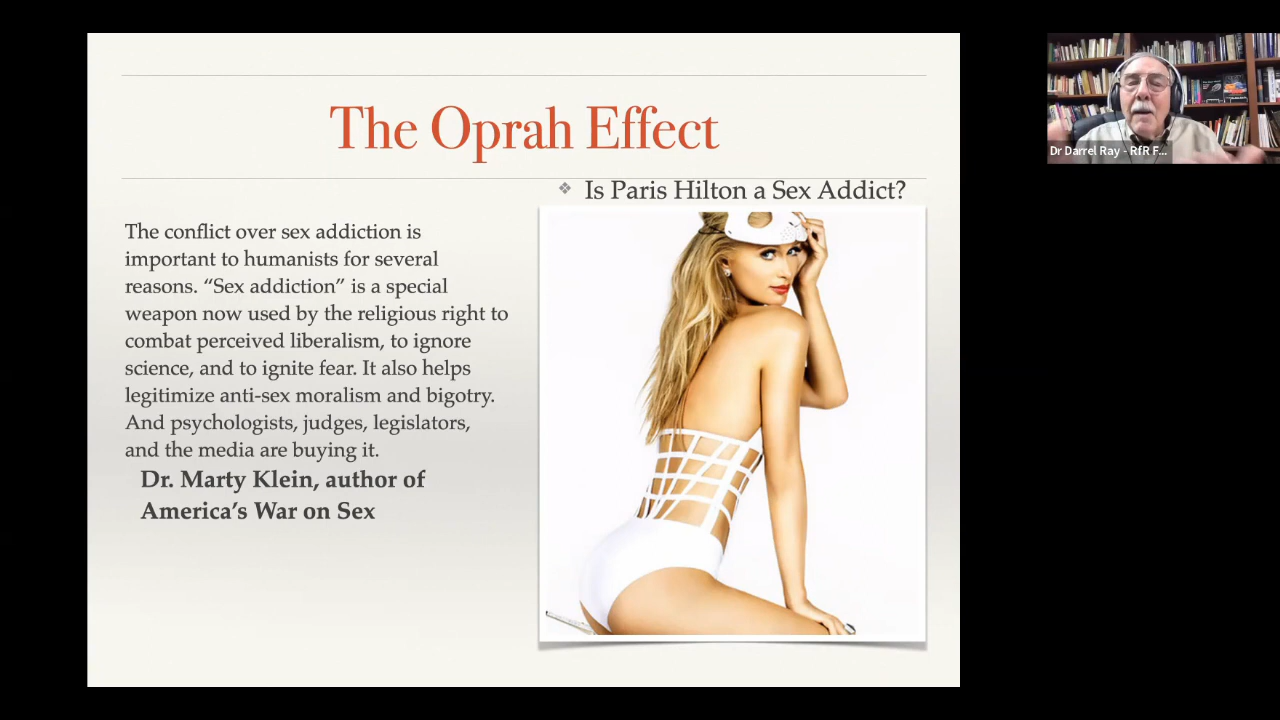 The Oprah Effect
The conflict over sex addiction is
important to humanists for several
reasons. “Sex addiction” is a special
weapon now used by the religious right to
combat perceived liberalism, to ignore
science, and to ignite fear. It also helps
legitimize anti-sex moralism and bigotry.
And psychologists, judges, legislators,
and the media are buying it.
Dr. Marty Klein, author of
America’s War on Sex
❖ Is Paris Hilton a Sex Addict?
Dr Darrel Ray - RfR F...